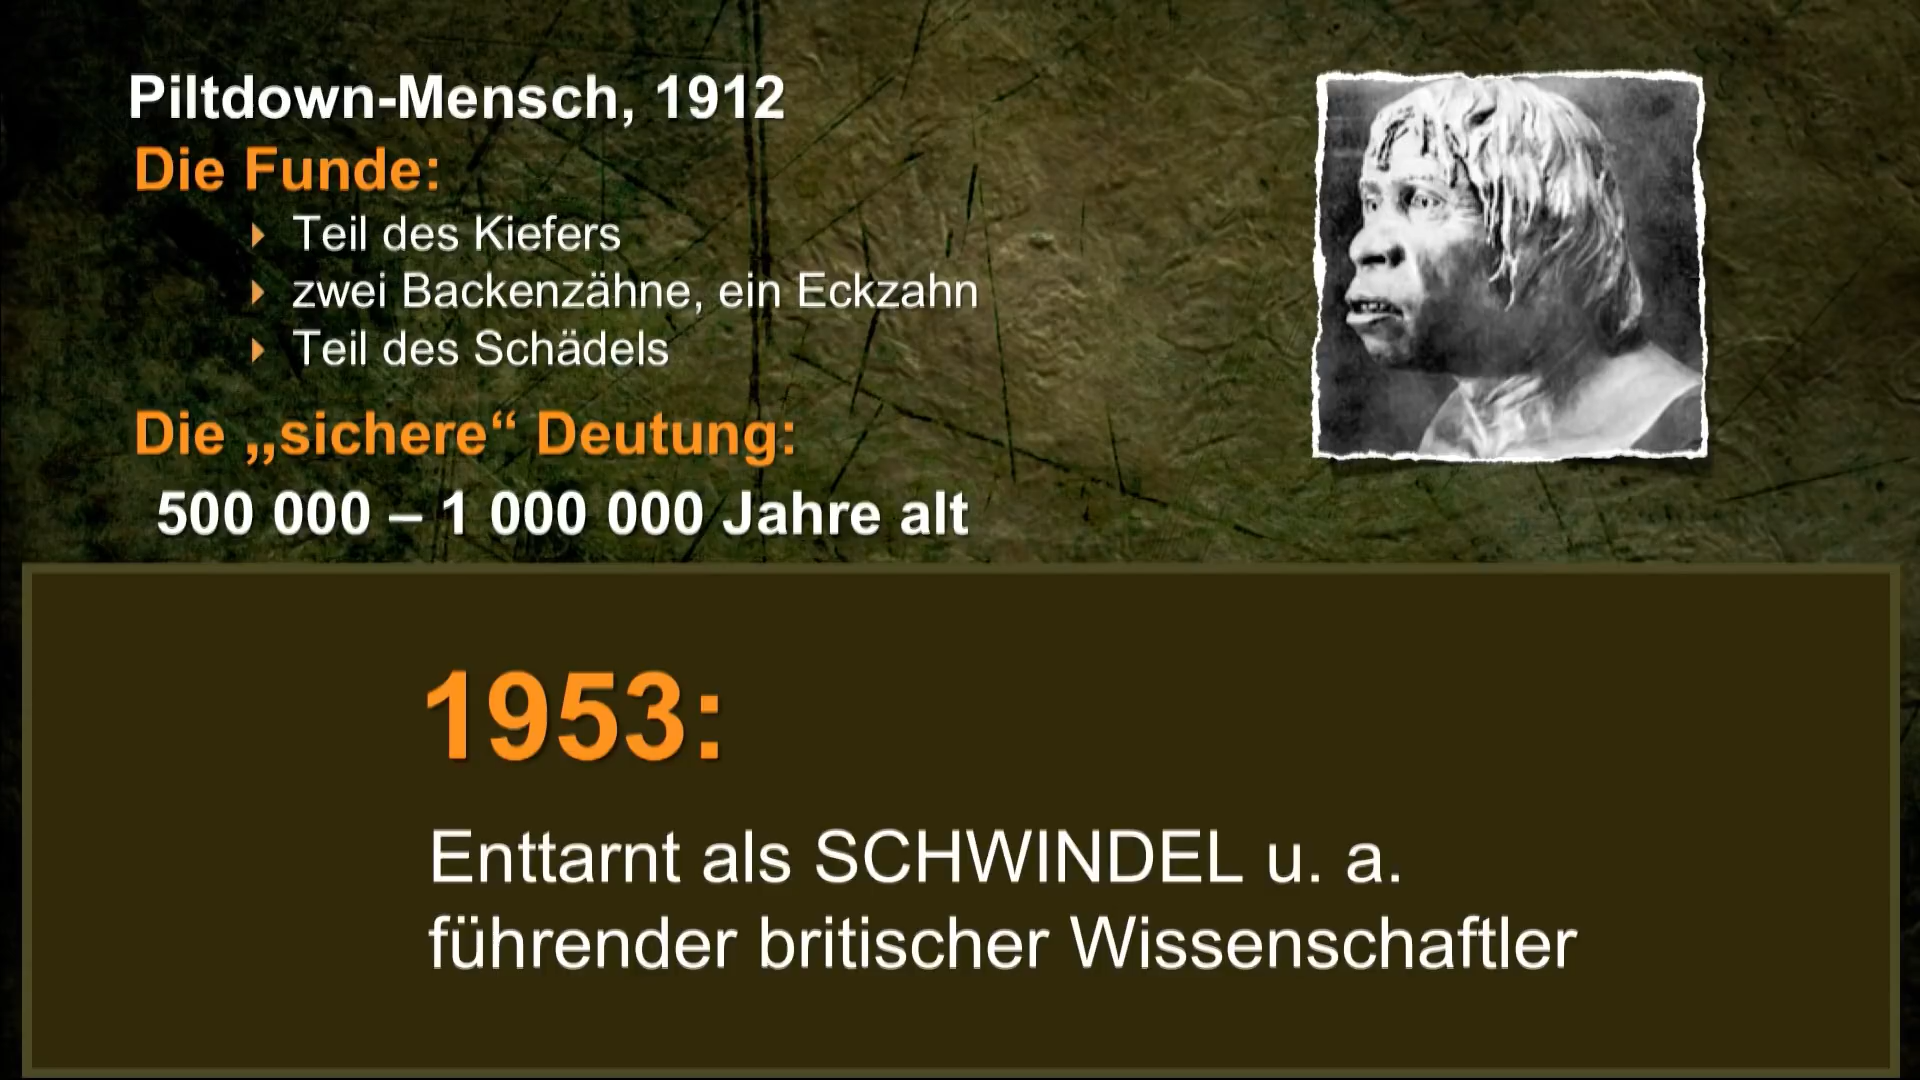 Piltdown-Mensch, 1912
Die Funde:
Teil des Kiefers
zwei Backenzähne, ein Eckzahn
Teil des Schädels
Die „sichere“ Deutung:
500 000 – 1 000 000 Jahre alt
1953:
Enttarnt als SCHWINDEL u. a.
führender britischer Wissenschaftler